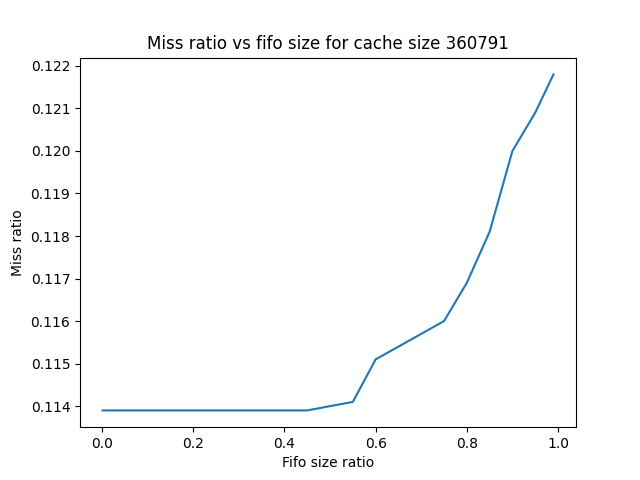 Miss ratio vs fifo size for cache size 360791
0.122
0.121
0.120
0.119
0.118
0.117
0.116
0.115
0.114
Miss ratio
0.0 0.2 0.4 0.6 0.8 1.0
Fifo size ratio